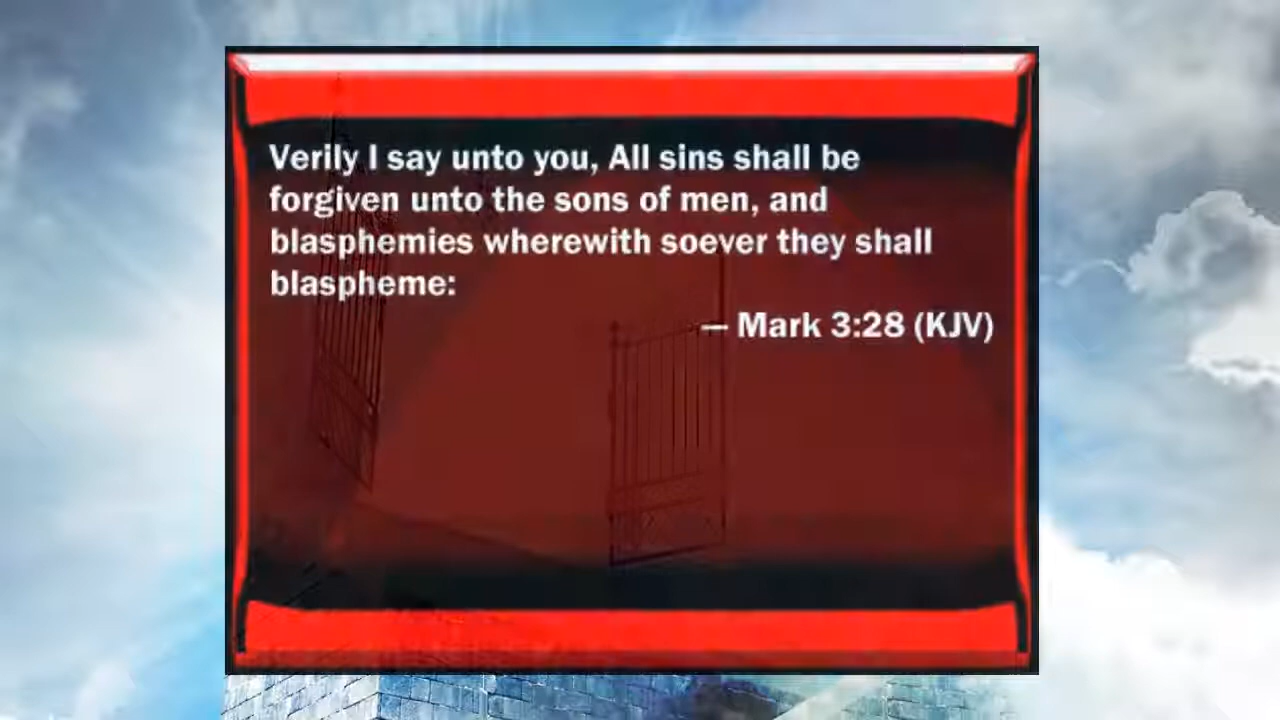 Verily I say unto you, All sins shall be
forgiven unto the sons of men, and
blasphemies wherewith soever they shall
blaspheme:
— Mark 3:28 (KJV)